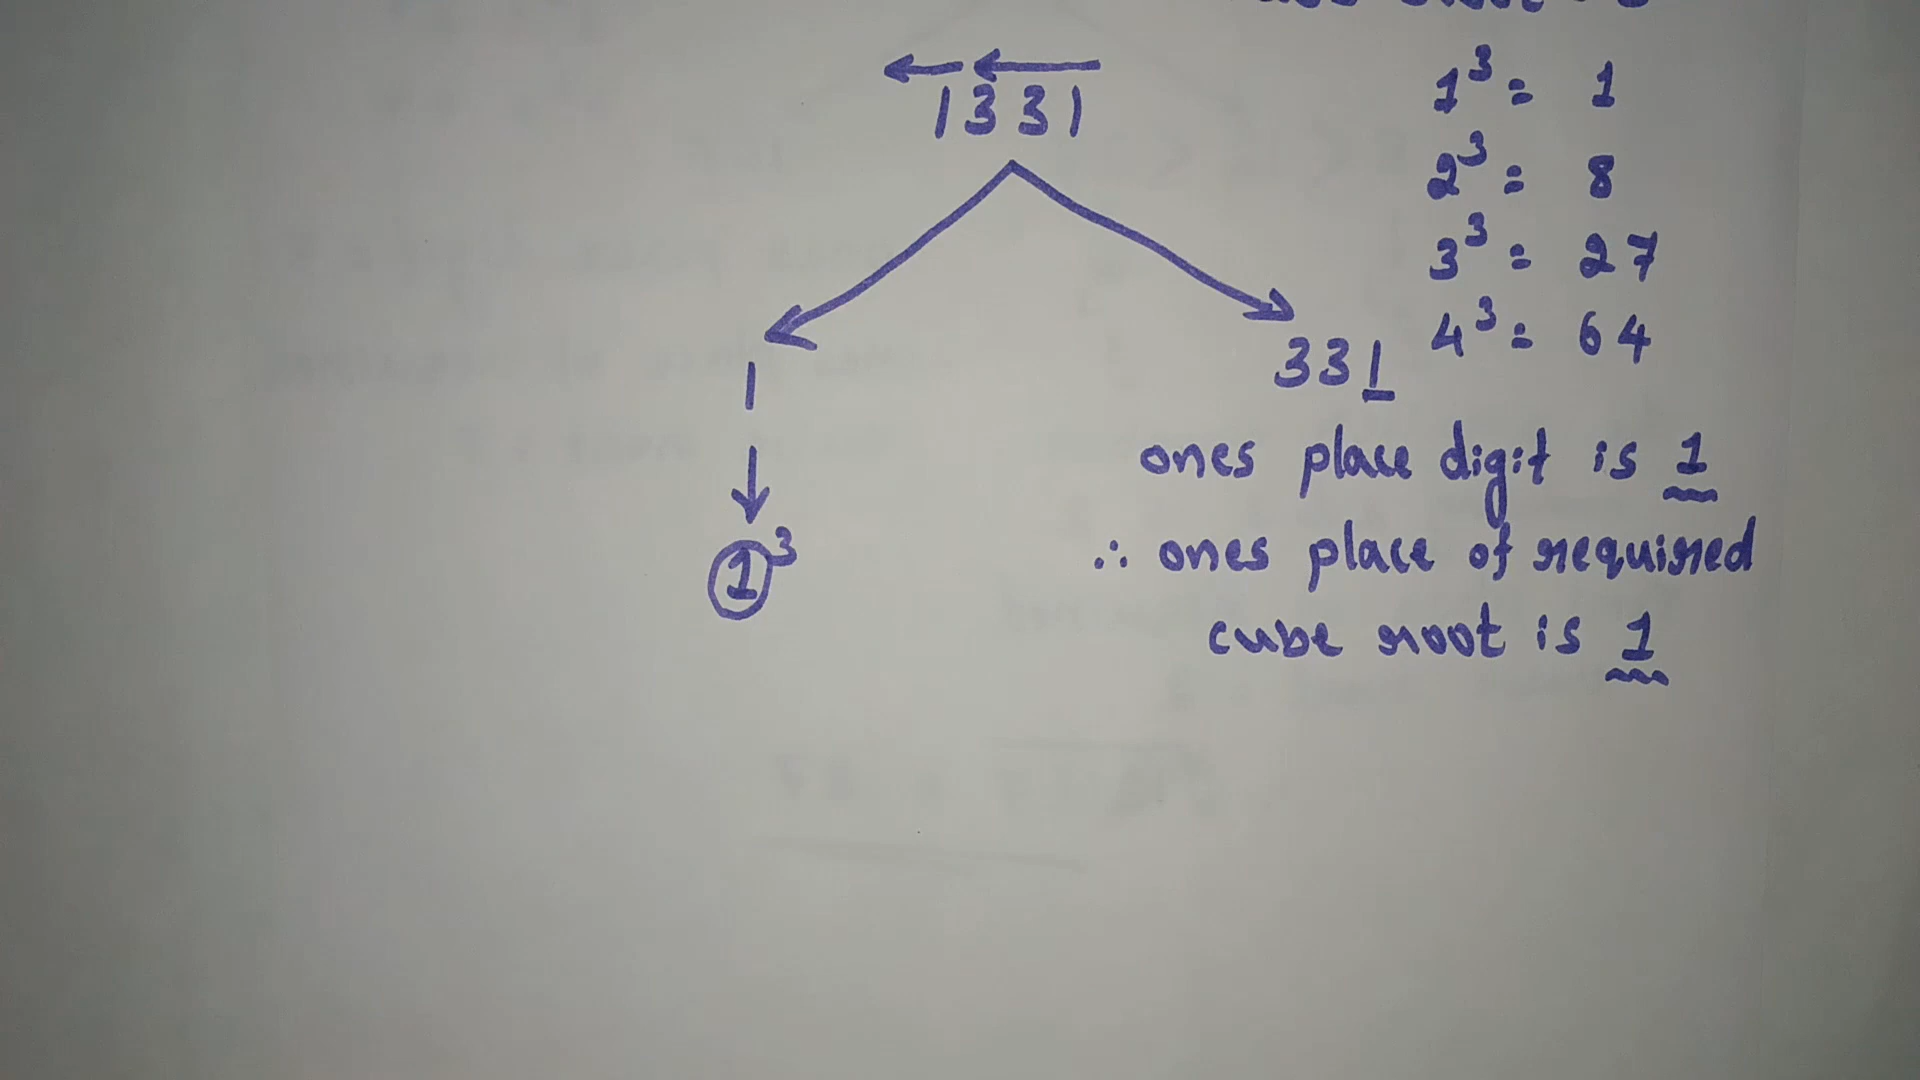 1331
1³ = 1
2³ = 8
3³ = 27
4³ = 64
1
331
1³
ones place digit is 1
∴ ones place of required
cube root is 1